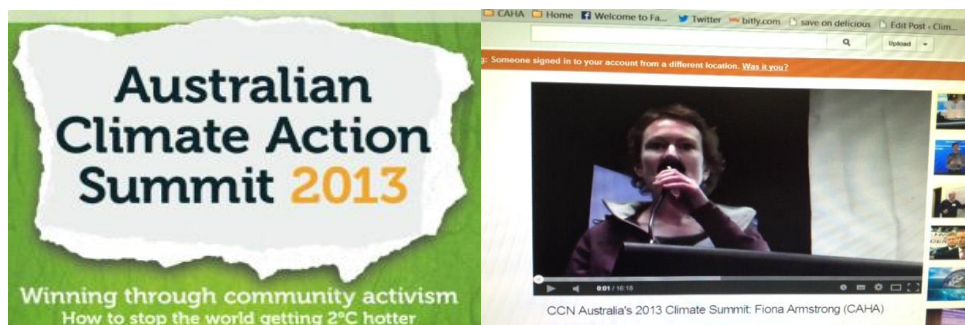 Australian
Climate Action
Summit 2013
Winning through community activism
How to stop the world getting 2°C hotter
CAHA Home Welcome to Fa... Twitter bitly.com save on delicious Edit Post ‹ Clim...
Upload
g: Someone signed in to your account from a different location. Was it you?
0:01 / 16:18
CCN Australia's 2013 Climate Summit: Fiona Armstrong (CAHA)